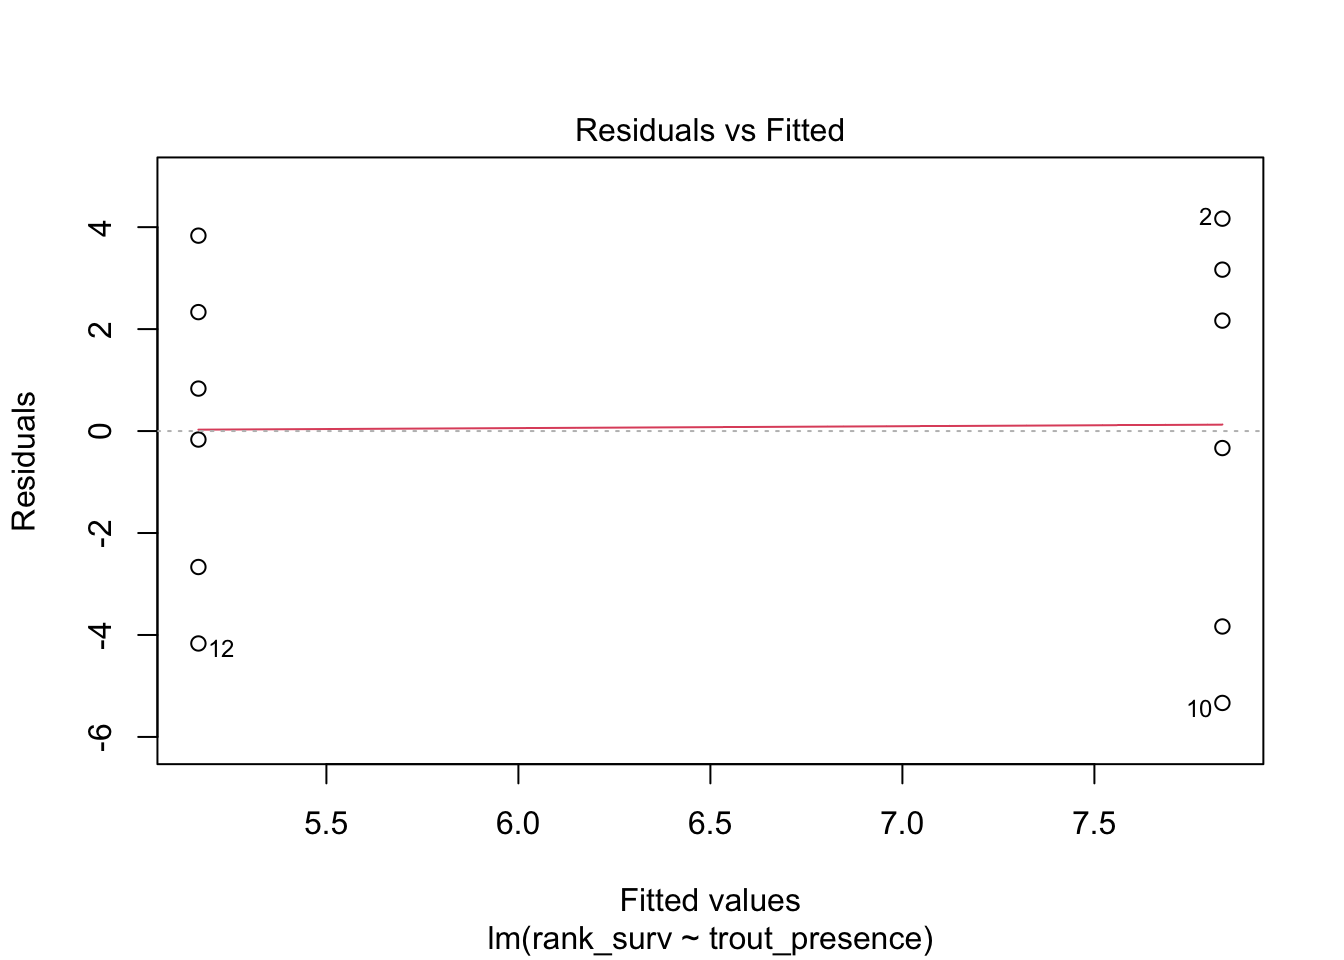 Residuals vs Fitted
Residuals
4
2
0
-2
-4
-6
2
12
10
5.5 6.0 6.5 7.0 7.5
Fitted values
lm(rank_surv ~ trout_presence)